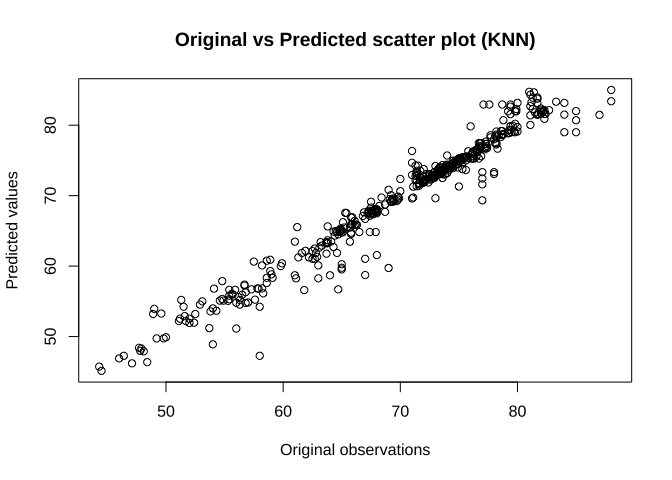 Original vs Predicted scatter plot (KNN)
Predicted values
80
70
60
50
50 60 70 80
Original observations